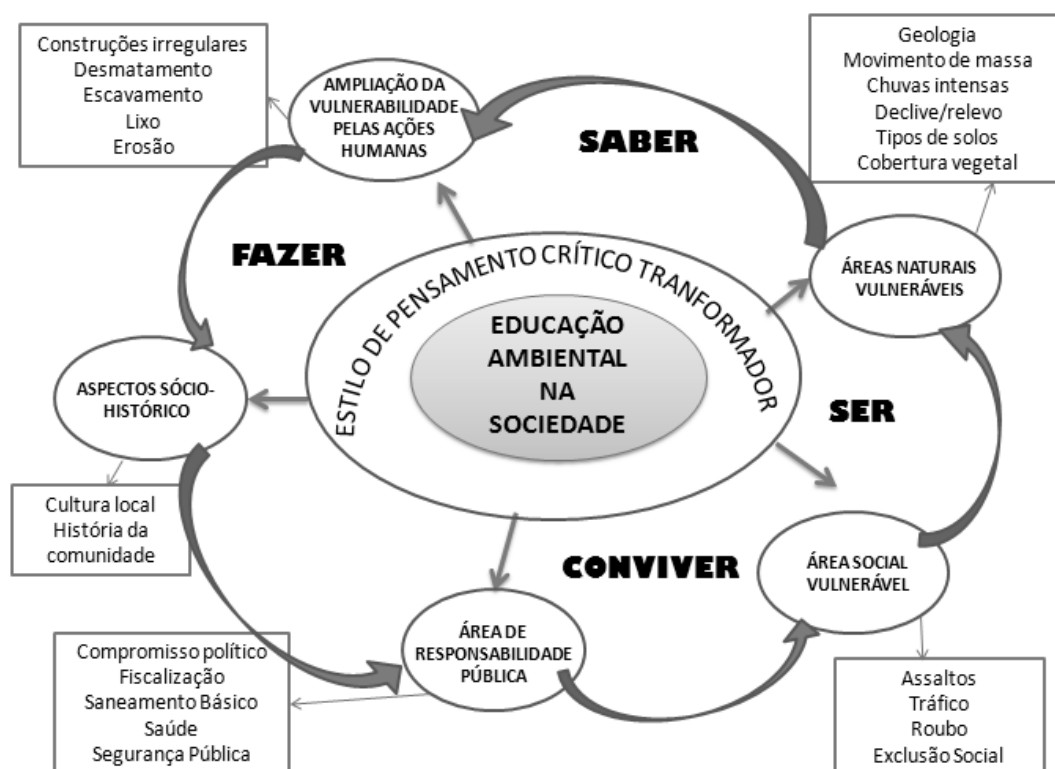 Construções irregulares
Desmatamento
Escavamento
Lixo
Erosão
AMPLIAÇÃO DA
VULNERABILIDADE
PELAS AÇÕES
HUMANAS
SABER
Geologia
Movimento de massa
Chuvas intensas
Declive/relevo
Tipos de solos
Cobertura vegetal
FAZER
ESTILO DE PENSAMENTO CRÍTICO TRANFORMADOR
EDUCAÇÃO
AMBIENTAL
NA
SOCIEDADE
ÁREAS NATURAIS
VULNERÁVEIS
ASPECTOS SÓCIO-
HISTÓRICO
SER
Cultura local
História da
comunidade
CONVIVER
ÁREA SOCIAL
VULNERÁVEL
ÁREA DE
RESPONSABILIDADE
PÚBLICA
Compromisso político
Fiscalização
Saneamento Básico
Saúde
Segurança Pública
Assaltos
Tráfico
Roubo
Exclusão Social